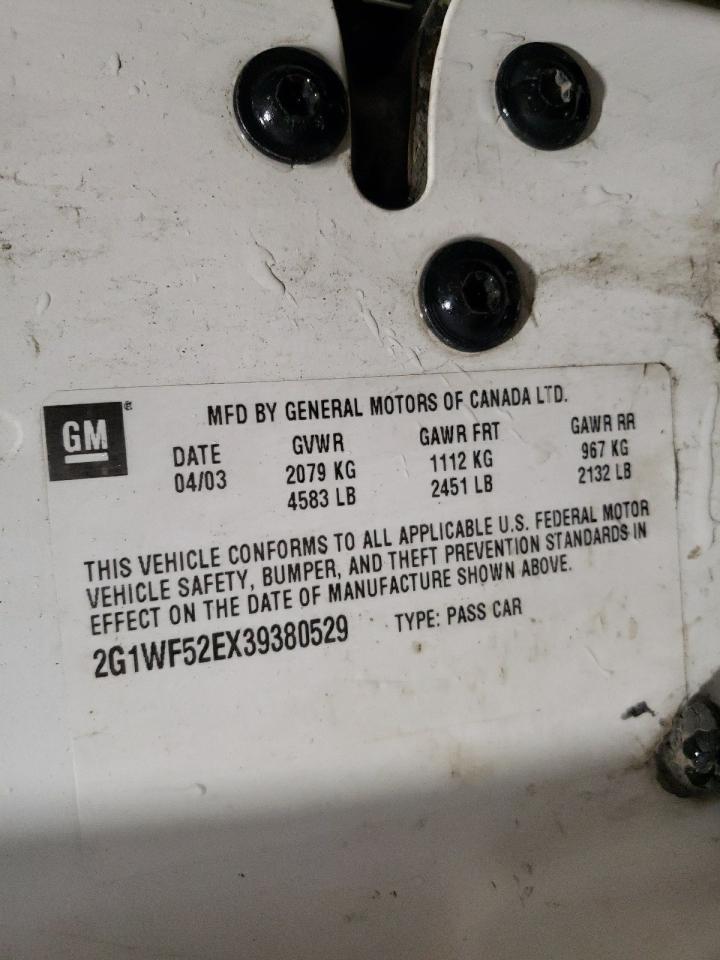 GM®
MFD BY GENERAL MOTORS OF CANADA LTD.
DATE GVWR GAWR FRT GAWR RR
04/03 2079 KG 1112 KG 967 KG
4583 LB 2451 LB 2132 LB
THIS VEHICLE CONFORMS TO ALL APPLICABLE U.S. FEDERAL MOTOR
VEHICLE SAFETY, BUMPER, AND THEFT PREVENTION STANDARDS IN
EFFECT ON THE DATE OF MANUFACTURE SHOWN ABOVE.
2G1WF52EX39380529 TYPE: PASS CAR